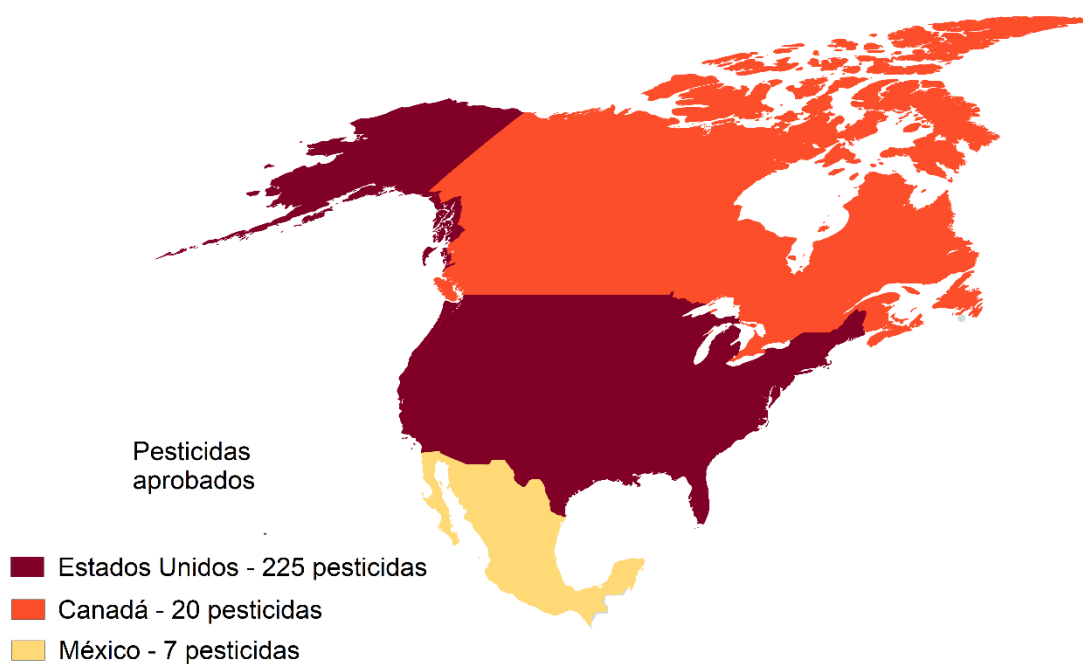 Pesticidas
aprobados
Estados Unidos - 225 pesticidas
Canadá - 20 pesticidas
México - 7 pesticidas